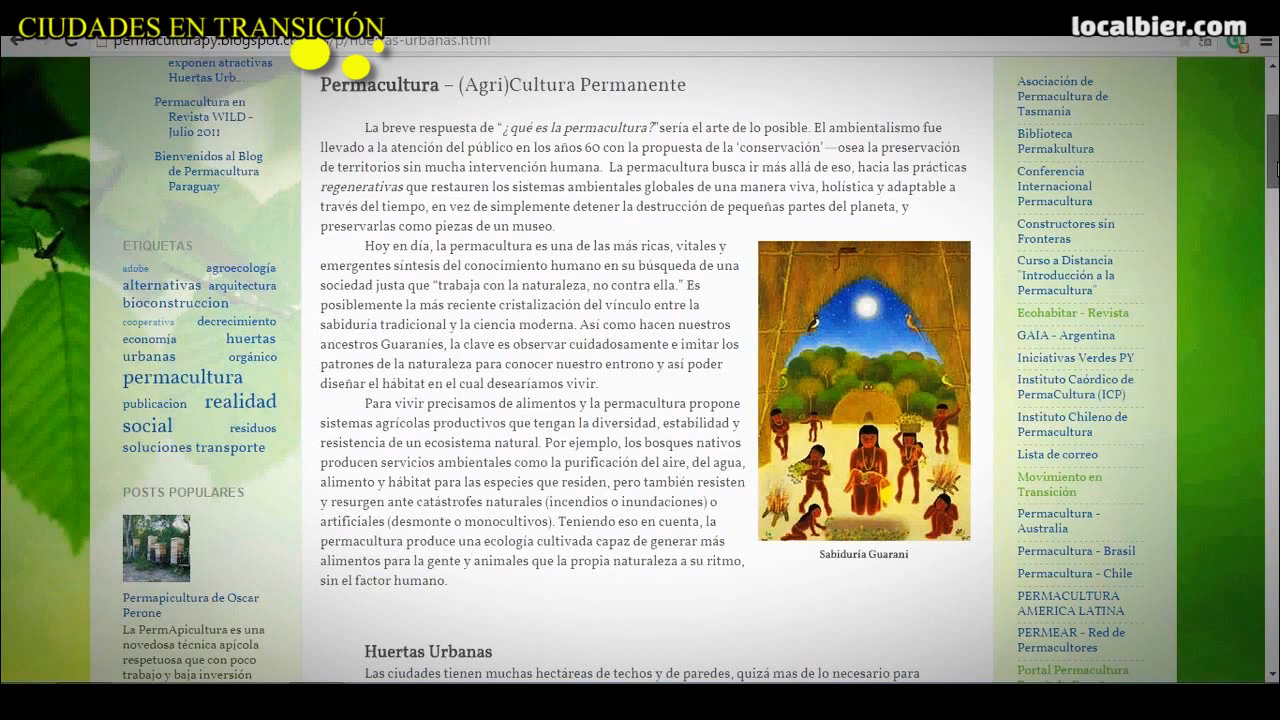 CIUDADES EN TRANSICIÓN
localbier.com
exponen atractivas
Huertas Urb...
Permacultura en
Revista WILD -
Julio 2011
Bienvenidos al Blog
de Permacultura
Paraguay
ETIQUETAS
adobe agroecología
alternativas arquitectura
bioconstruccion
cooperativa decrecimiento
economía huertas
urbanas orgánico
permacultura
publicacion realidad
social residuos
soluciones transporte
POSTS POPULARES
Permapicultura de Oscar
Perone
La PermApicultura es una
novedosa técnica apícola
respetuosa que con poco
trabajo y baja inversión
Permacultura – (Agri)Cultura Permanente
La breve respuesta de “¿qué es la permacultura?” sería el arte de lo posible. El ambientalismo fue
llevado a la atención del público en los años 60 con la propuesta de la ‘conservación’—osea la preservación
de territorios sin mucha intervención humana. La permacultura busca ir más allá de eso, hacia las prácticas
regenerativas que restauren los sistemas ambientales globales de una manera viva, holística y adaptable a
través del tiempo, en vez de simplemente detener la destrucción de pequeñas partes del planeta, y
preservarlas como piezas de un museo.
Hoy en día, la permacultura es una de las más ricas, vitales y
emergentes síntesis del conocimiento humano en su búsqueda de una
sociedad justa que “trabaja con la naturaleza, no contra ella.” Es
posiblemente la más reciente cristalización del vínculo entre la
sabiduría tradicional y la ciencia moderna. Así como hacen nuestros
ancestros Guaraníes, la clave es observar cuidadosamente e imitar los
patrones de la naturaleza para conocer nuestro entrono y así poder
diseñar el hábitat en el cual desearíamos vivir.
Para vivir precisamos de alimentos y la permacultura propone
sistemas agrícolas productivos que tengan la diversidad, estabilidad y
resistencia de un ecosistema natural. Por ejemplo, los bosques nativos
producen servicios ambientales como la purificación del aire, del agua,
alimento y hábitat para las especies que residen, pero también resisten
y resurgen ante catástrofes naturales (incendios o inundaciones) o
artificiales (desmonte o monocultivos). Teniendo eso en cuenta, la
permacultura produce una ecología cultivada capaz de generar más
alimentos para la gente y animales que la propia naturaleza a su ritmo,
sin el factor humano.
Sabiduría Guarani
Huertas Urbanas
Las ciudades tienen muchas hectáreas de techos y de paredes, quizá mas de lo necesario para
Asociación de
Permacultura de
Tasmania
Biblioteca
Permakultura
Conferencia
Internacional
Permacultura
Constructores sin
Fronteras
Curso a Distancia
"Introducción a la
Permacultura"
Ecohabitar - Revista
GAIA - Argentina
Iniciativas Verdes PY
Instituto Caórdico de
PermaCultura (ICP)
Instituto Chileno de
Permacultura
Lista de correo
Movimiento en
Transición
Permacultura -
Australia
Permacultura - Brasil
Permacultura - Chile
PERMACULTURA
AMERICA LATINA
PERMEAR - Red de
Permacultores
Portal Permacultura